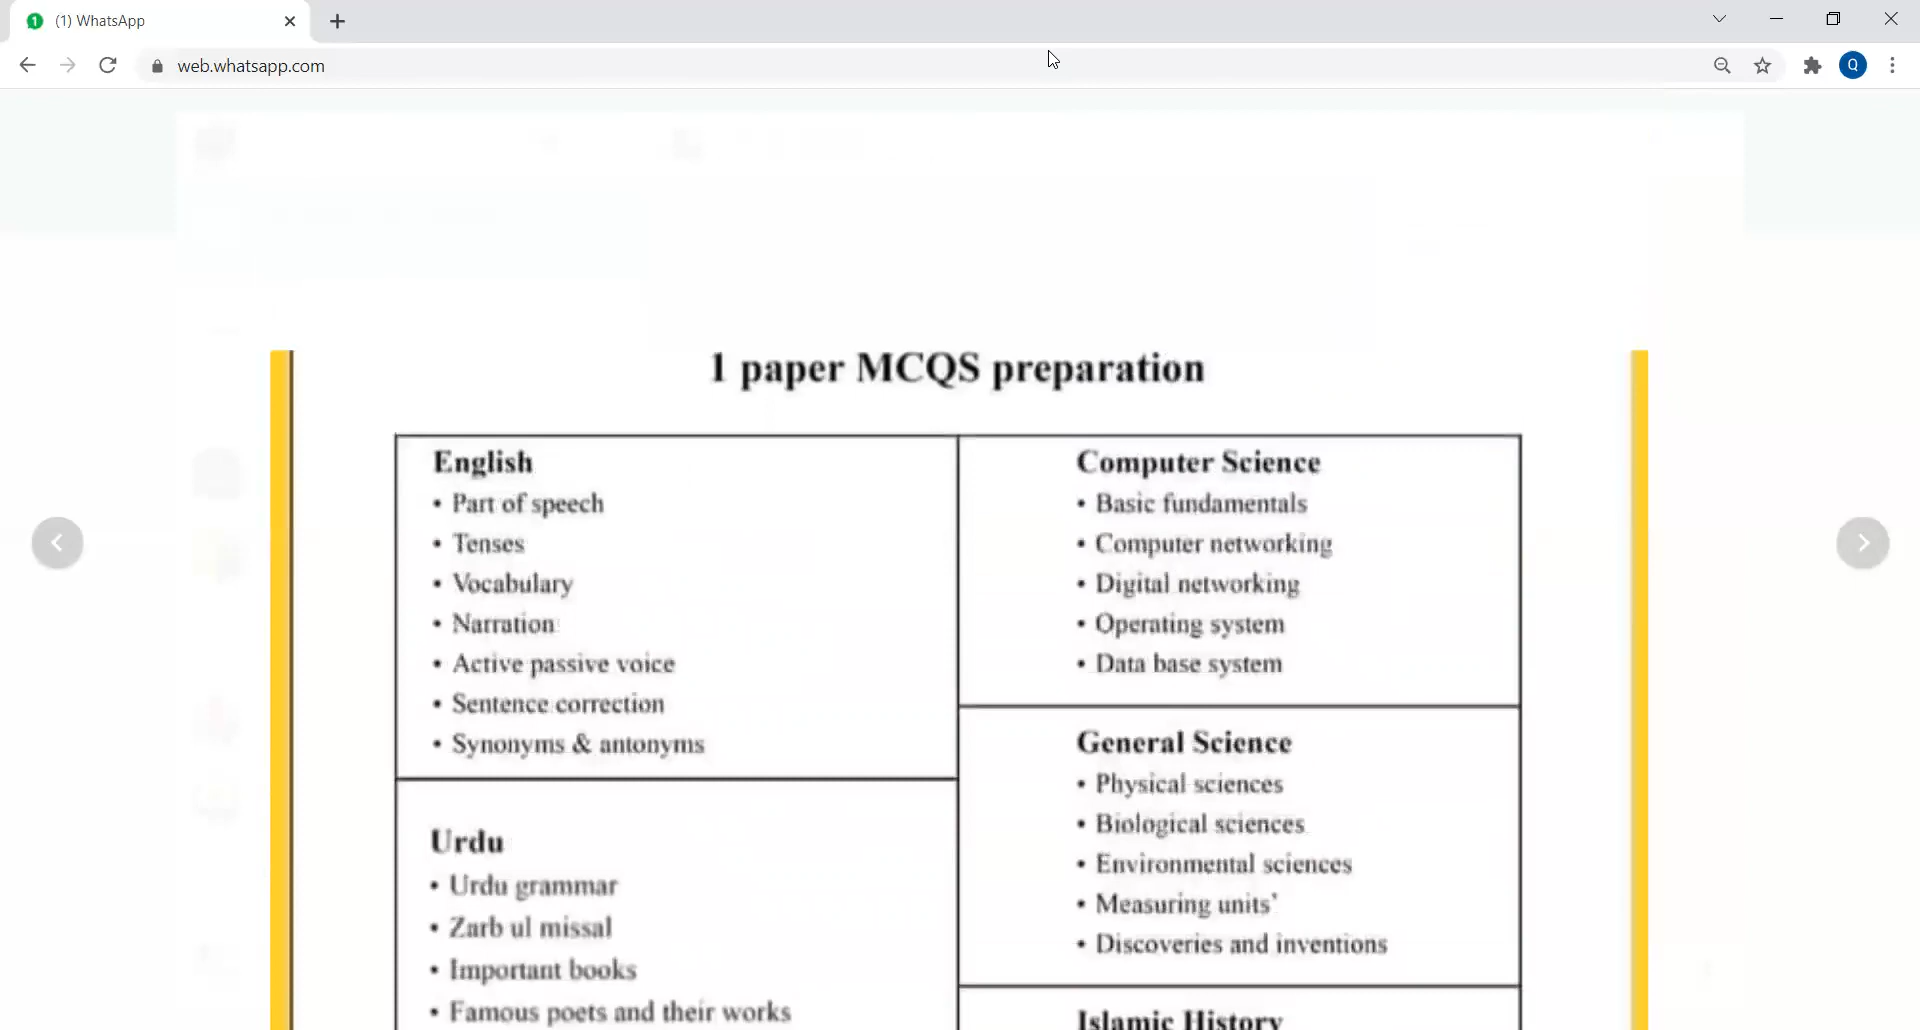 (1) WhatsApp
web.whatsapp.com
Q
1 paper MCQS preparation
English
• Part of speech
• Tenses
• Vocabulary
• Narration
• Active passive voice
• Sentence correction
• Synonyms & antonyms
Urdu
• Urdu grammar
• Zarb ul missal
• Important books
• Famous poets and their works
Computer Science
• Basic fundamentals
• Computer networking
• Digital networking
• Operating system
• Data base system
General Science
• Physical sciences
• Biological sciences
• Environmental sciences
• Measuring units'
• Discoveries and inventions
Islamic History